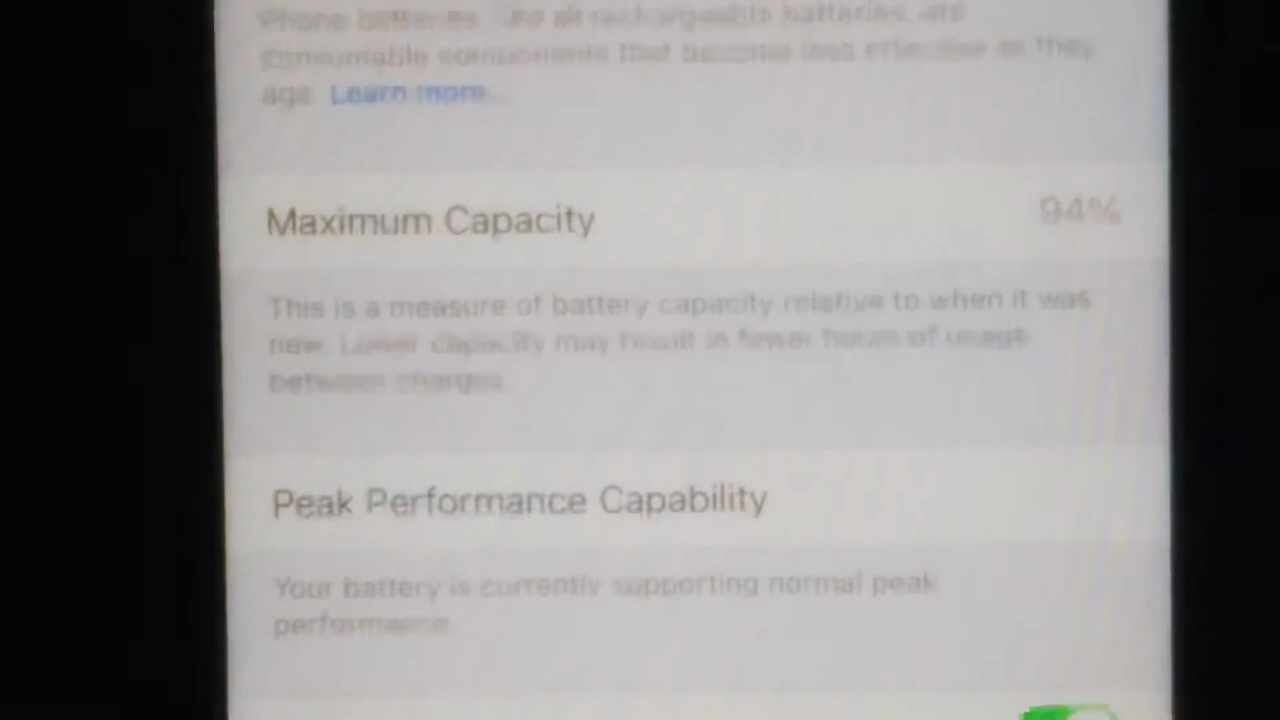 Phone batteries, like all rechargeable batteries, are
consumable components that become less effective as they
age. Learn more...
Maximum Capacity
94%
This is a measure of battery capacity relative to when it was
new. Lower capacity may result in fewer hours of usage
between charges.
Peak Performance Capability
Your battery is currently supporting normal peak
performance.